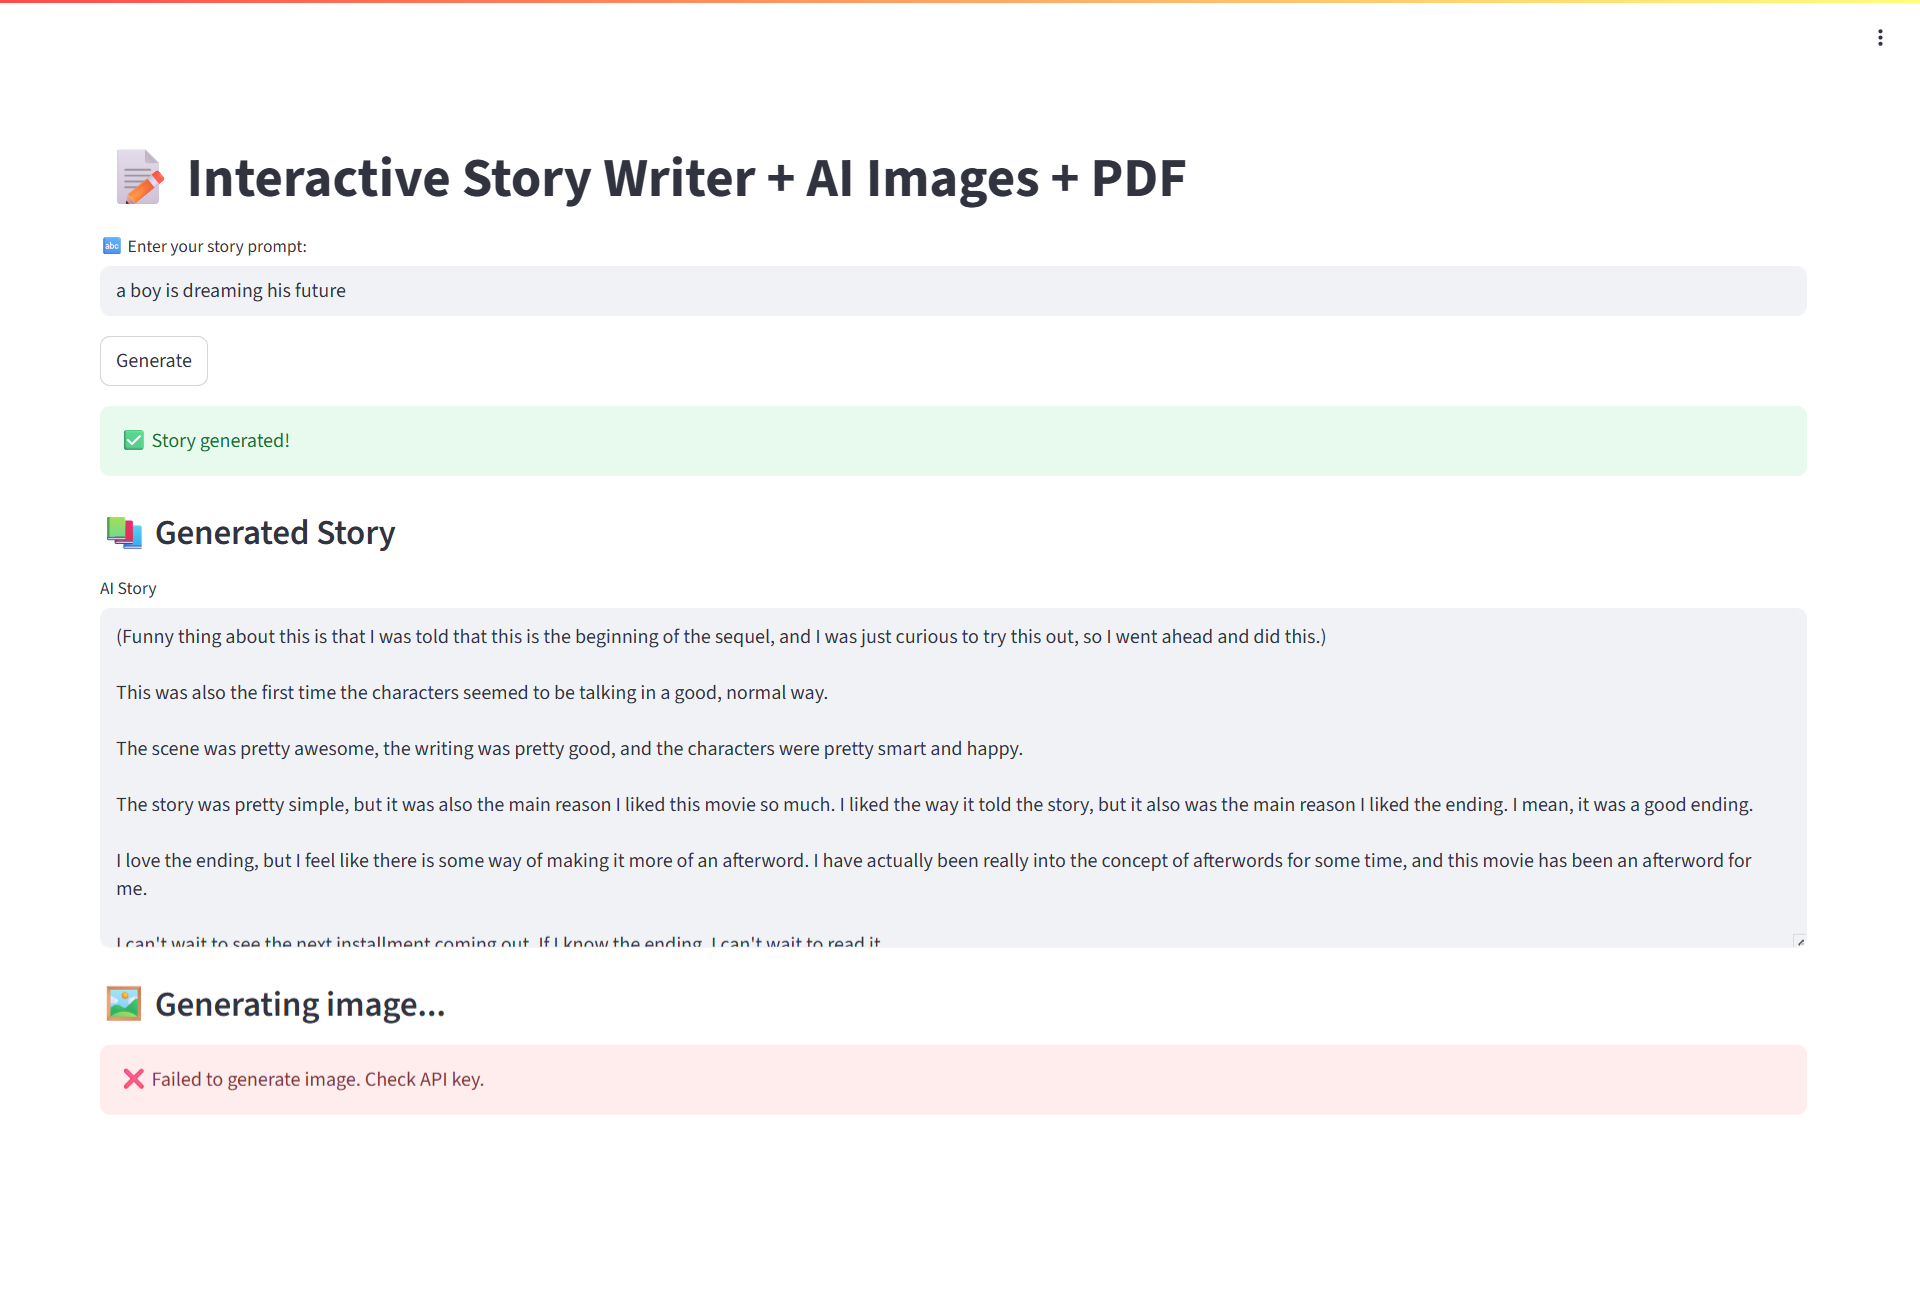 Interactive Story Writer + AI Images + PDF
abc Enter your story prompt:
a boy is dreaming his future
Generate
Story generated!
Generated Story
AI Story
(Funny thing about this is that I was told that this is the beginning of the sequel, and I was just curious to try this out, so I went ahead and did this.)
This was also the first time the characters seemed to be talking in a good, normal way.
The scene was pretty awesome, the writing was pretty good, and the characters were pretty smart and happy.
The story was pretty simple, but it was also the main reason I liked this movie so much. I liked the way it told the story, but it also was the main reason I liked the ending. I mean, it was a good ending.
I love the ending, but I feel like there is some way of making it more of an afterword. I have actually been really into the concept of afterwords for some time, and this movie has been an afterword for
me.
I can't wait to see the next installment coming out. If I know the ending, I can't wait to read it.
Generating image...
Failed to generate image. Check API key.